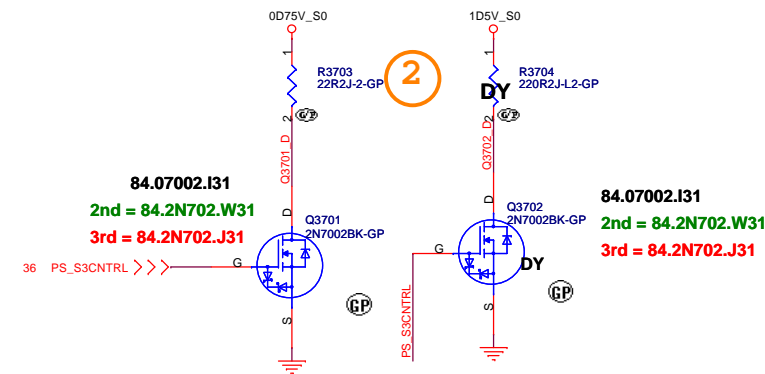 0D75V_S0
1
R3703
22R2J-2-GP
2
G/P
Q3701_D
84.07002.I31
2nd = 84.2N702.W31
3rd = 84.2N702.J31
D
Q3701
2N7002BK-GP
36 PS_S3CNTRL
G
S
GP
2
1D5V_S0
1
R3704
220R2J-L2-GP
DY
2
G/P
Q3702_D
D
Q3702
2N7002BK-GP
G
DY
S
GP
PS_S3CNTRL
84.07002.I31
2nd = 84.2N702.W31
3rd = 84.2N702.J31